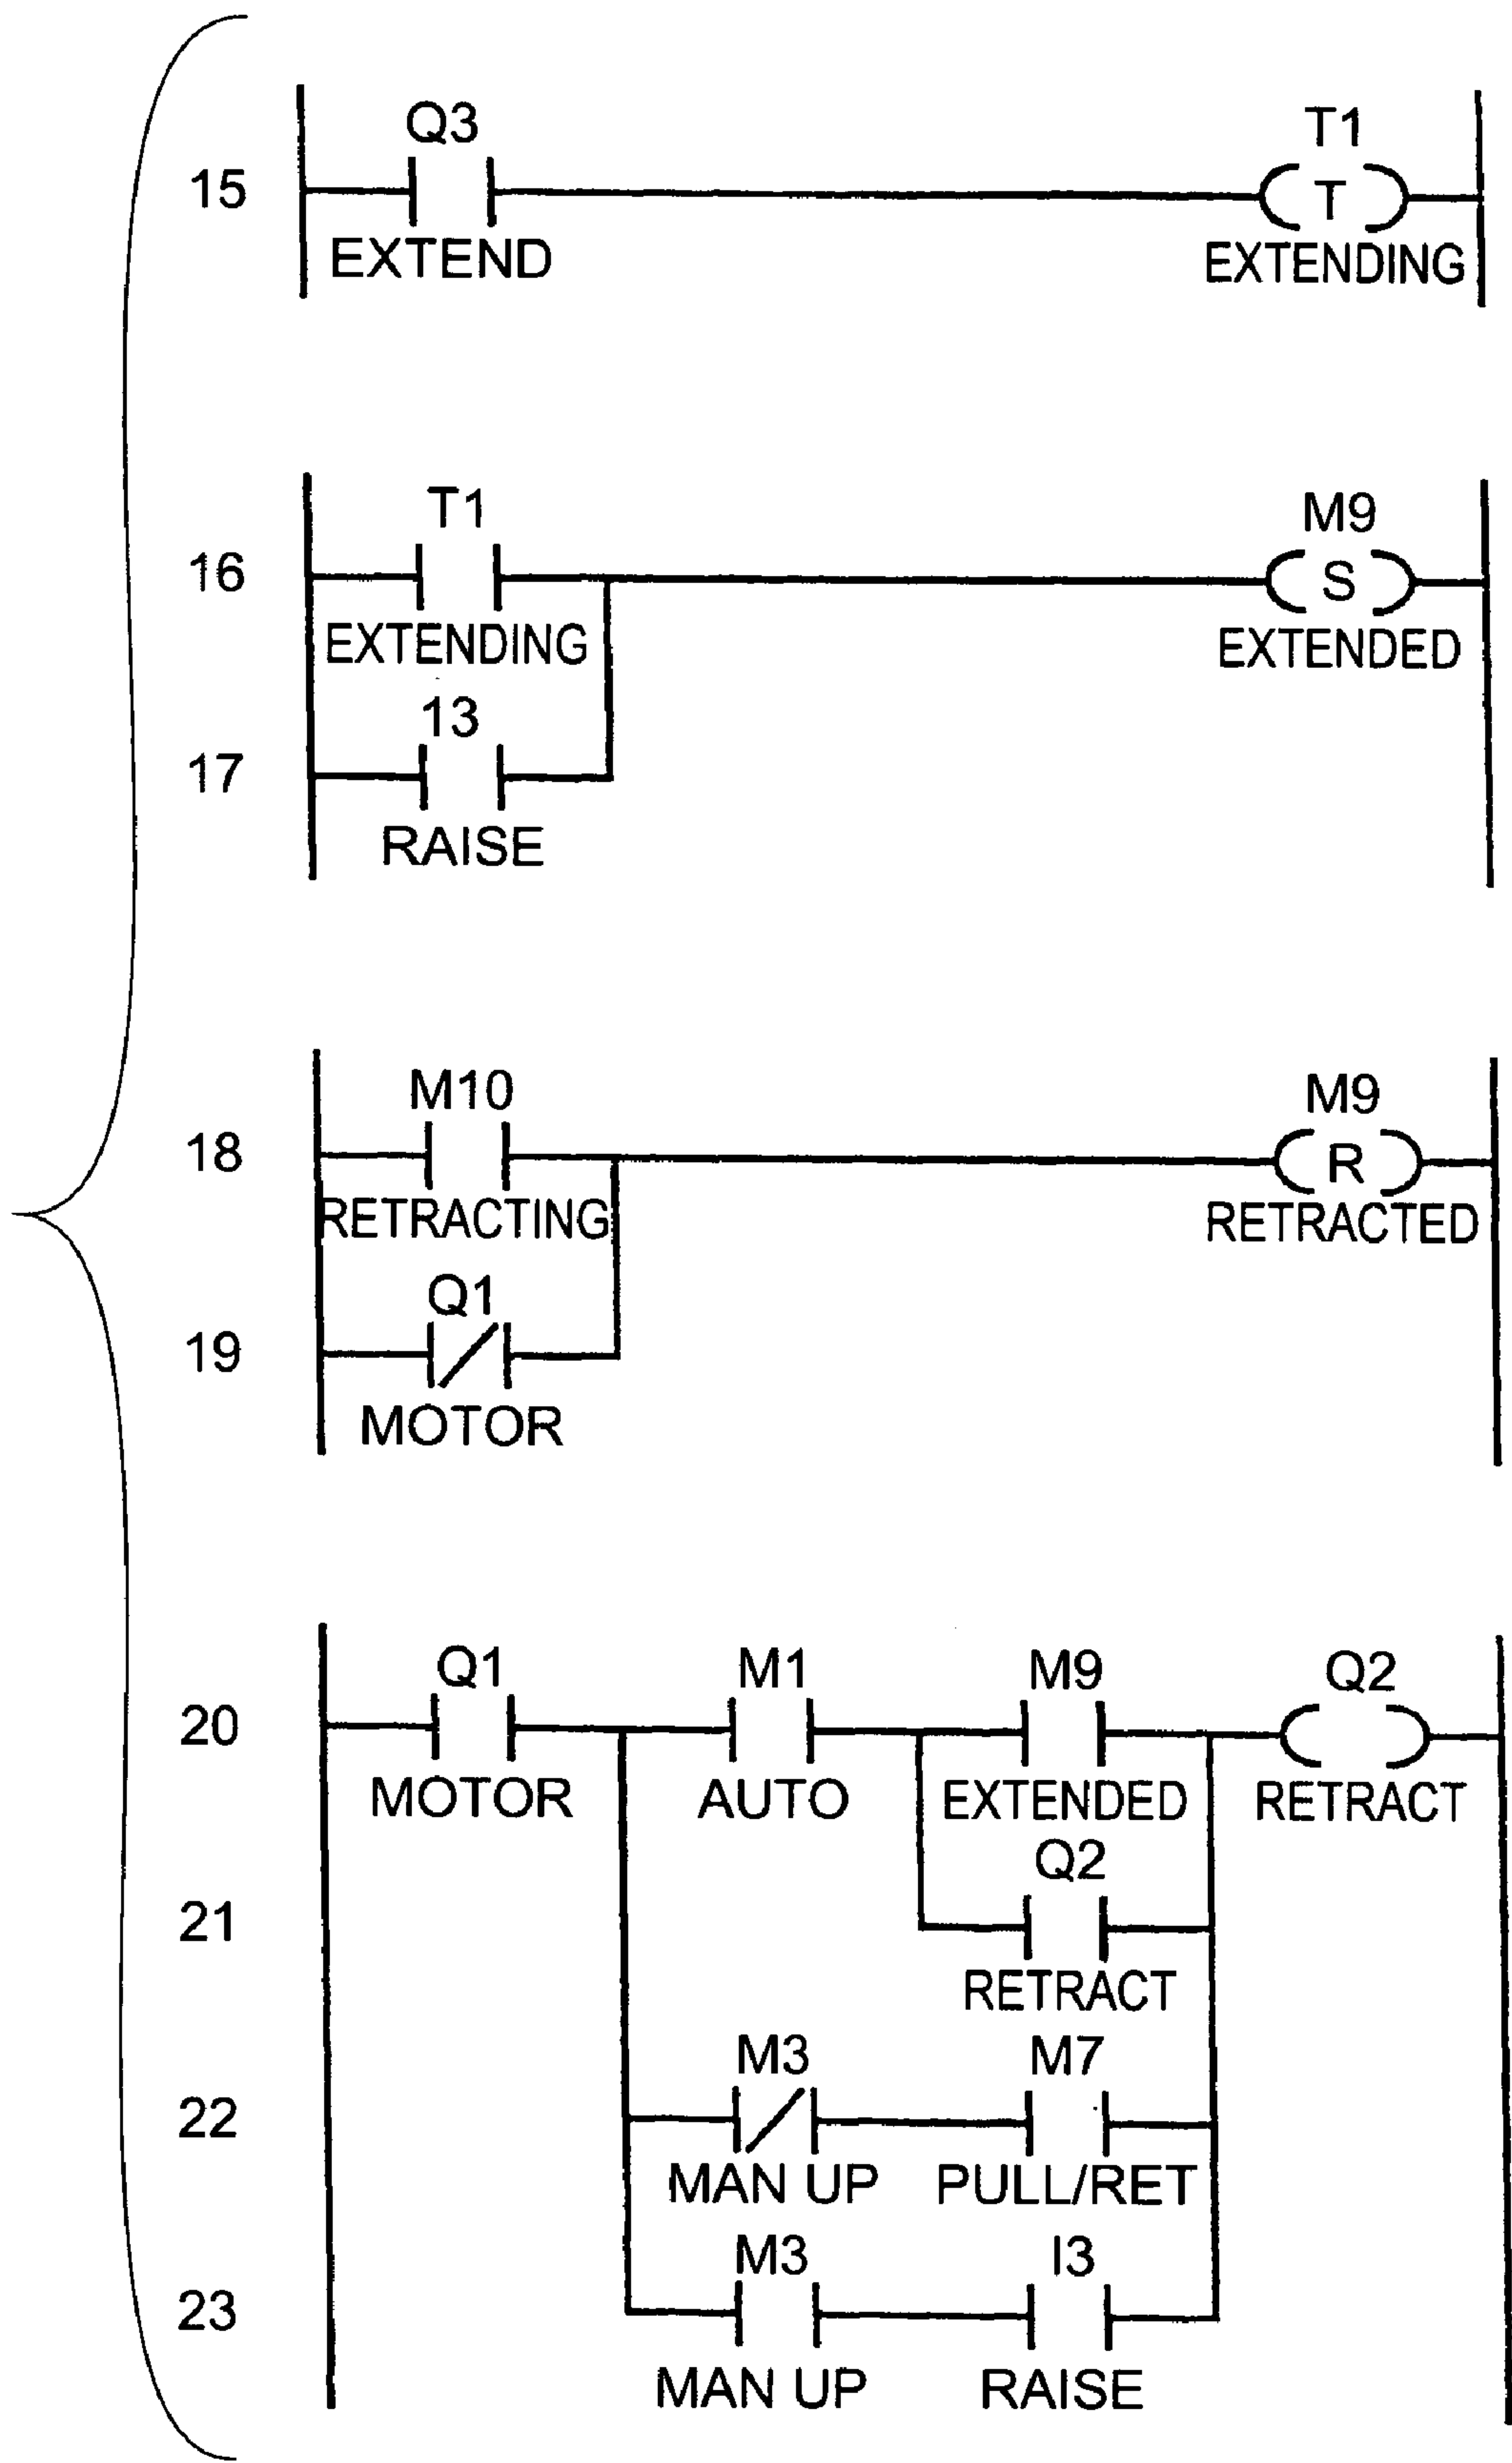 Q3 T1
15 T
EXTEND EXTENDING
T1 M9
16 S
EXTENDING EXTENDED
13
17
RAISE
M10 M9
18 R
RETRACTING RETRACTED
Q1
19
MOTOR
Q1 M1 M9 Q2
20
MOTOR AUTO EXTENDED RETRACT
Q2
21
RETRACT
M3 M7
22
MAN UP PULL/RET
M3 I3
23
MAN UP RAISE